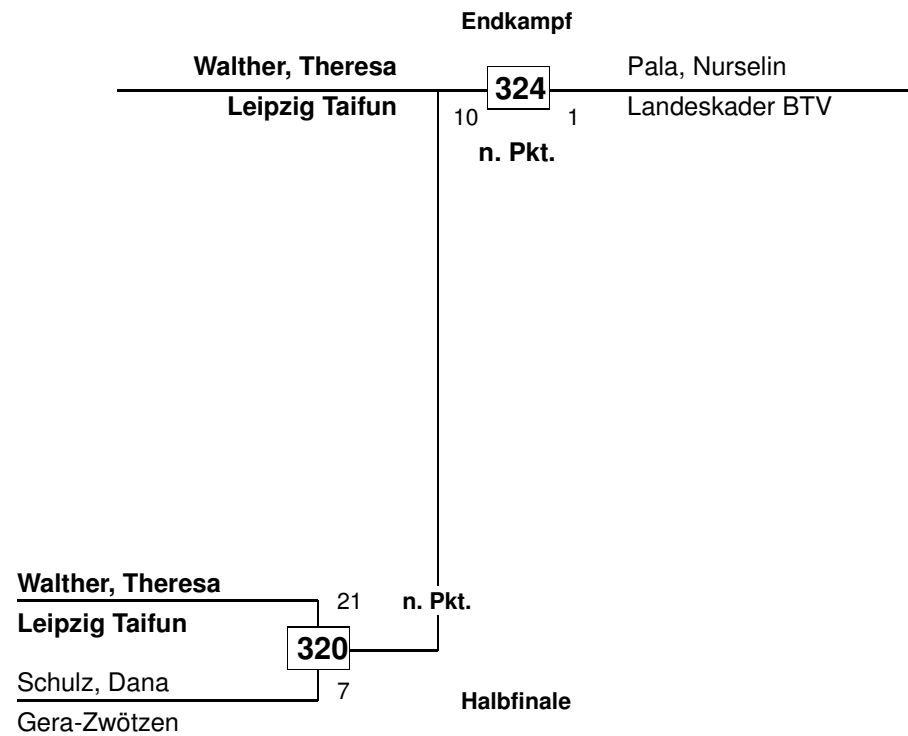 Endkampf
Walther, Theresa
324
Pala, Nurselin
Leipzig Taifun
10
1
Landeskader BTV
n. Pkt.
Walther, Theresa
21
n. Pkt.
Leipzig Taifun
320
Schulz, Dana
7
Halbfinale
Gera-Zwötzen